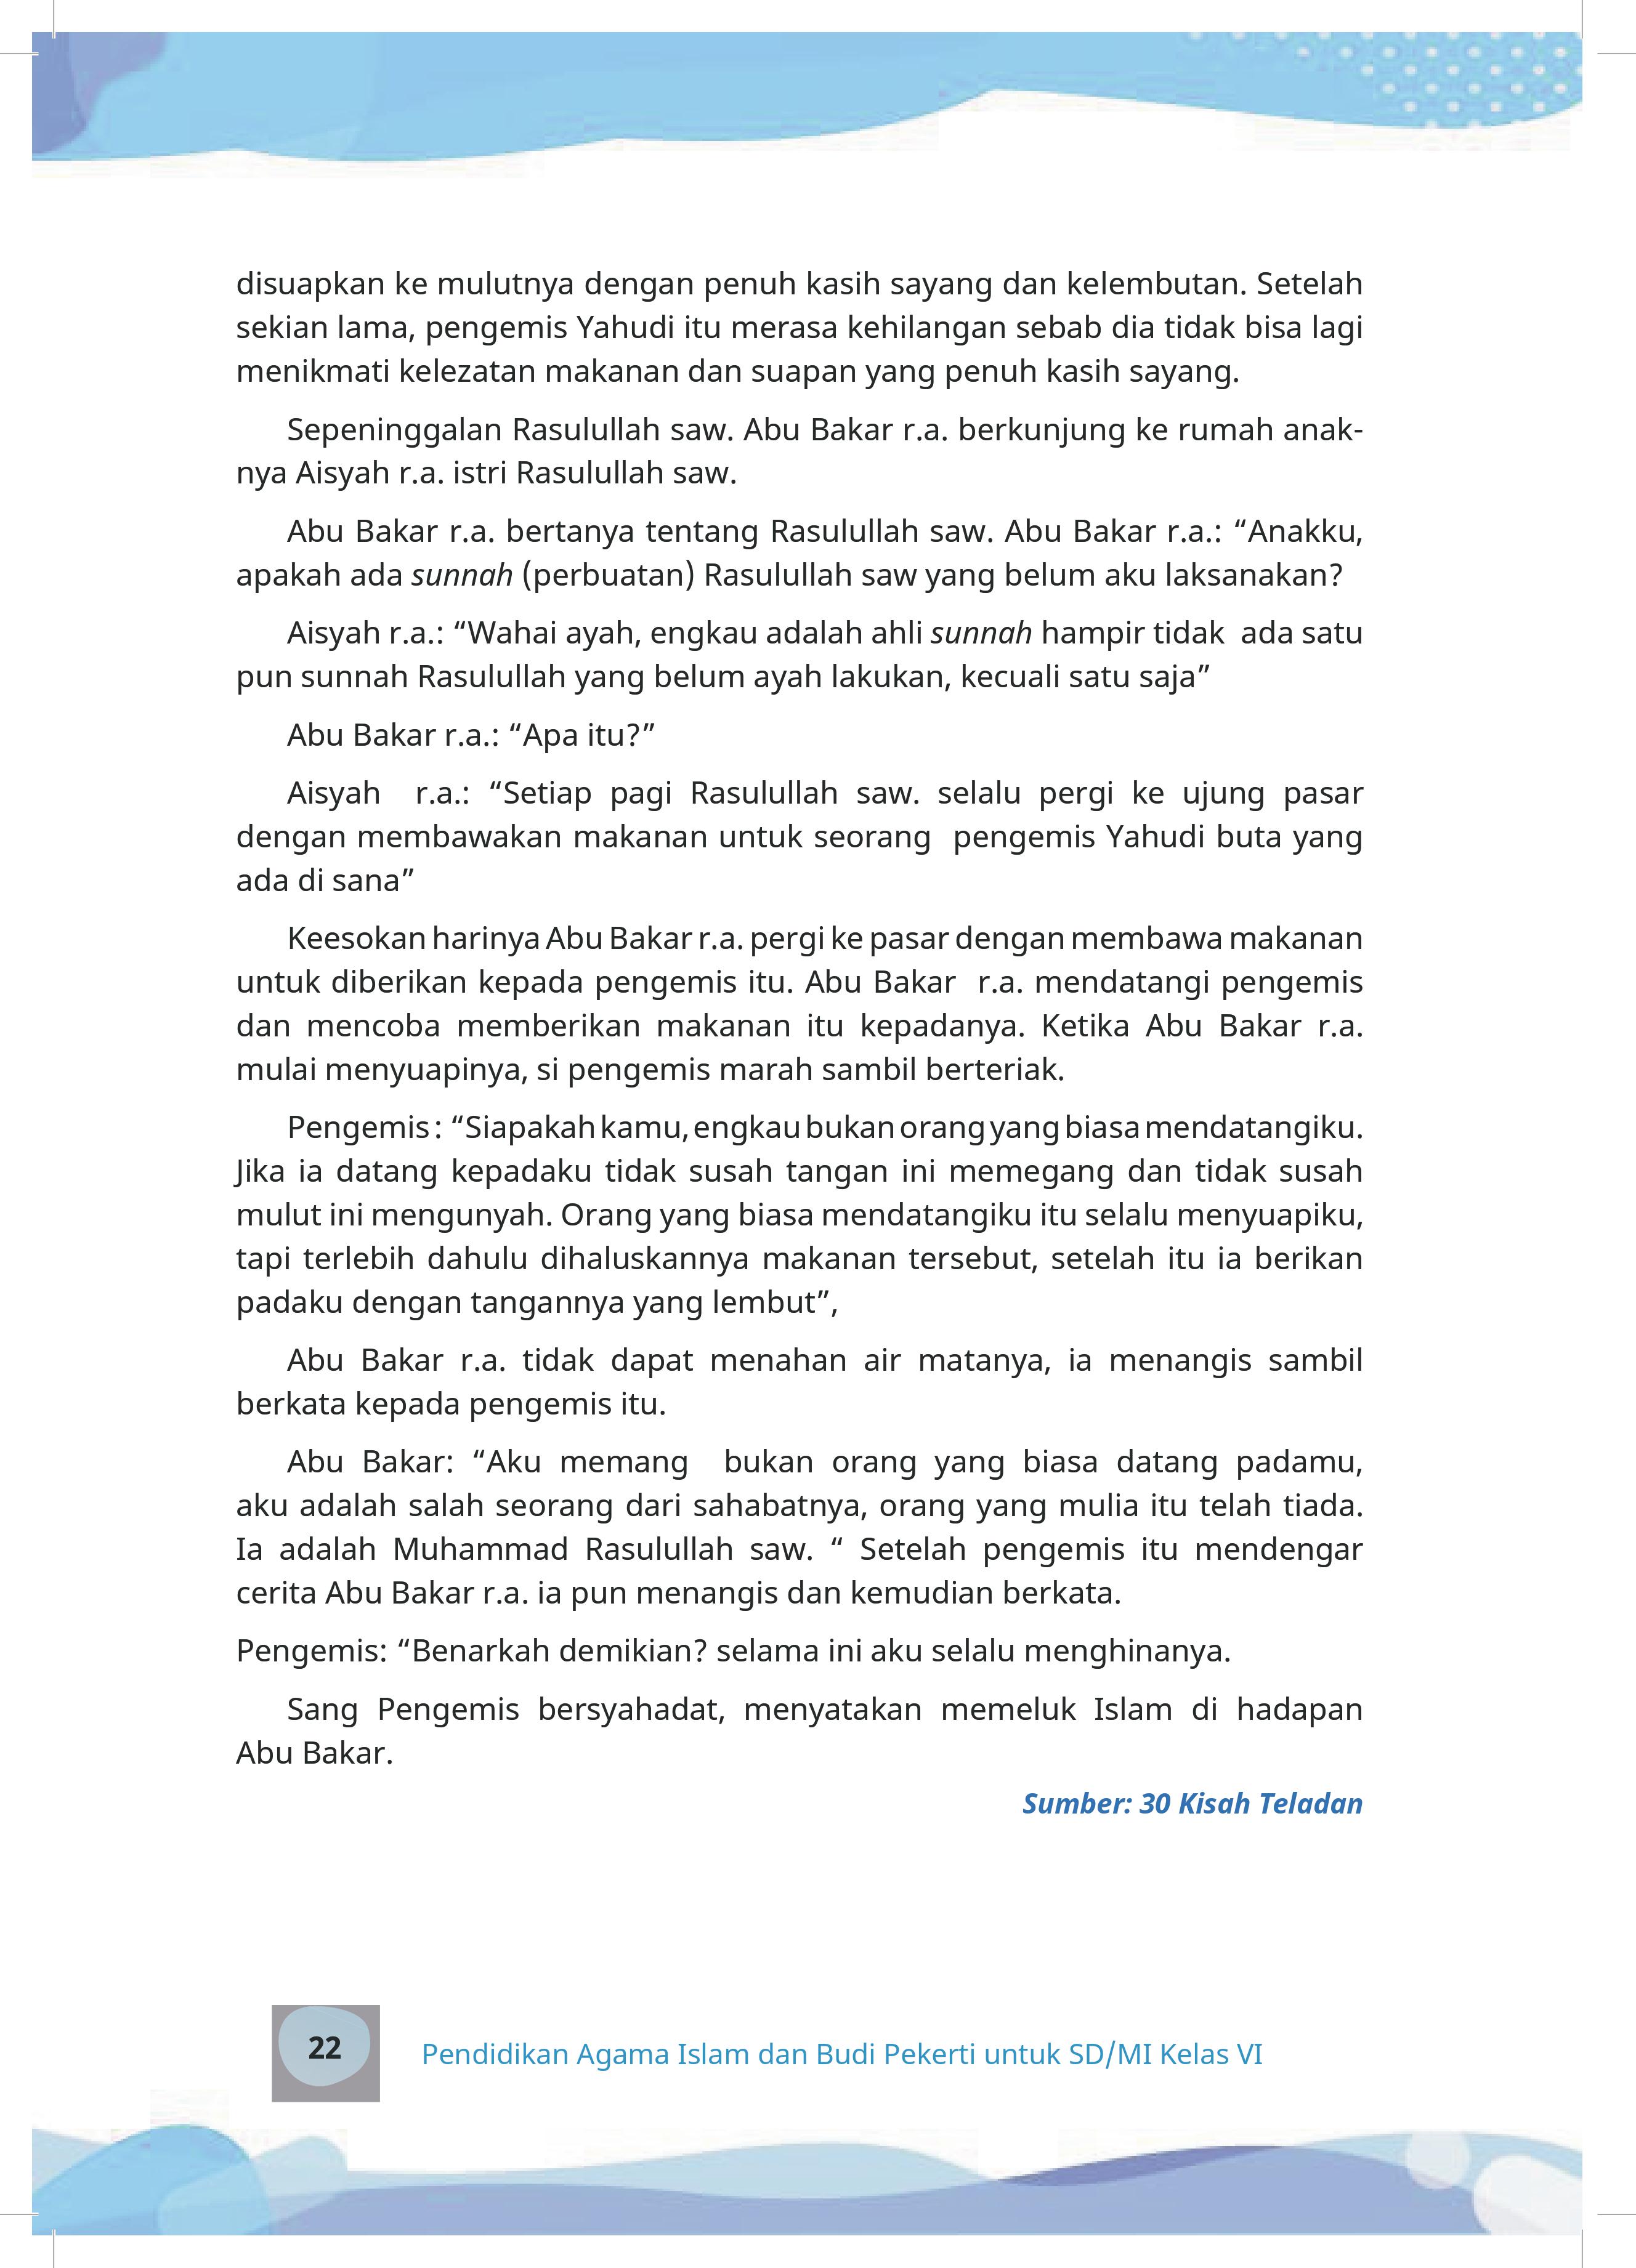 disuapkan ke mulutnya dengan penuh kasih sayang dan kelembutan. Setelah
sekian lama, pengemis Yahudi itu merasa kehilangan sebab dia tidak bisa lagi
menikmati kelezatan makanan dan suapan yang penuh kasih sayang.
Sepeninggalan Rasulullah saw. Abu Bakar r.a. berkunjung ke rumah anak-
nya Aisyah r.a. istri Rasulullah saw.
Abu Bakar r.a. bertanya tentang Rasulullah saw. Abu Bakar r.a.: “Anakku,
apakah ada sunnah (perbuatan) Rasulullah saw yang belum aku laksanakan?
Aisyah r.a.: “Wahai ayah, engkau adalah ahli sunnah hampir tidak  ada satu
pun sunnah Rasulullah yang belum ayah lakukan, kecuali satu saja”
Abu Bakar r.a.: “Apa itu?”
Aisyah  r.a.: “Setiap pagi Rasulullah saw. selalu pergi ke ujung pasar
dengan membawakan makanan untuk seorang  pengemis Yahudi buta yang
ada di sana”
Keesokan harinya Abu Bakar r.a. pergi ke pasar dengan membawa makanan
untuk diberikan kepada pengemis itu. Abu Bakar  r.a. mendatangi pengemis
dan mencoba memberikan makanan itu kepadanya. Ketika Abu Bakar r.a.
mulai menyuapinya, si pengemis marah sambil berteriak.
Pengemis : “Siapakah kamu, engkau bukan orang yang biasa mendatangiku.
Jika ia datang kepadaku tidak susah tangan ini memegang dan tidak susah
mulut ini mengunyah. Orang yang biasa mendatangiku itu selalu menyuapiku,
tapi terlebih dahulu dihaluskannya makanan tersebut, setelah itu ia berikan
padaku dengan tangannya yang lembut”,
Abu Bakar r.a. tidak dapat menahan air matanya, ia menangis sambil
berkata kepada pengemis itu.
Abu Bakar: “Aku memang  bukan orang yang biasa datang padamu,
aku adalah salah seorang dari sahabatnya, orang yang mulia itu telah tiada.
Ia adalah Muhammad Rasulullah saw. “ Setelah pengemis itu mendengar
cerita Abu Bakar r.a. ia pun menangis dan kemudian berkata.
Pengemis: “Benarkah demikian? selama ini aku selalu menghinanya.
Sang Pengemis bersyahadat, menyatakan memeluk Islam di hadapan
Abu Bakar.
Sumber: 30 Kisah Teladan
22
Pendidikan Agama Islam dan Budi Pekerti untuk SD/MI Kelas VI